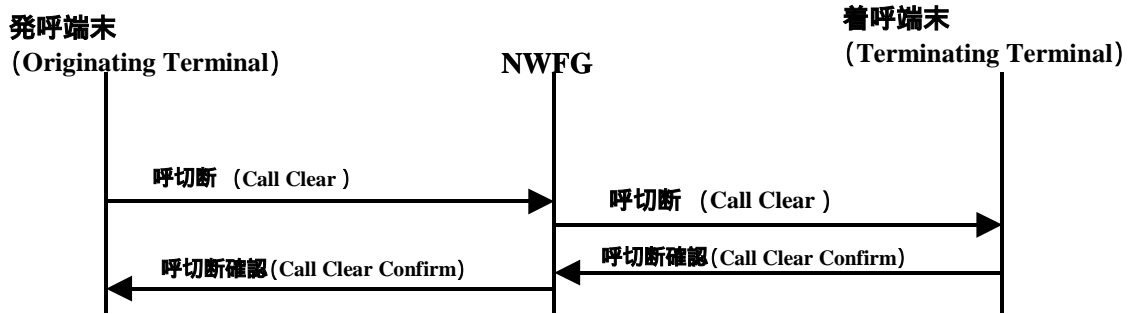 発呼端末
(Originating Terminal)
NWFG
着呼端末
(Terminating Terminal)
呼切断 (Call Clear )
呼切断 (Call Clear )
呼切断確認(Call Clear Confirm)
呼切断確認(Call Clear Confirm)